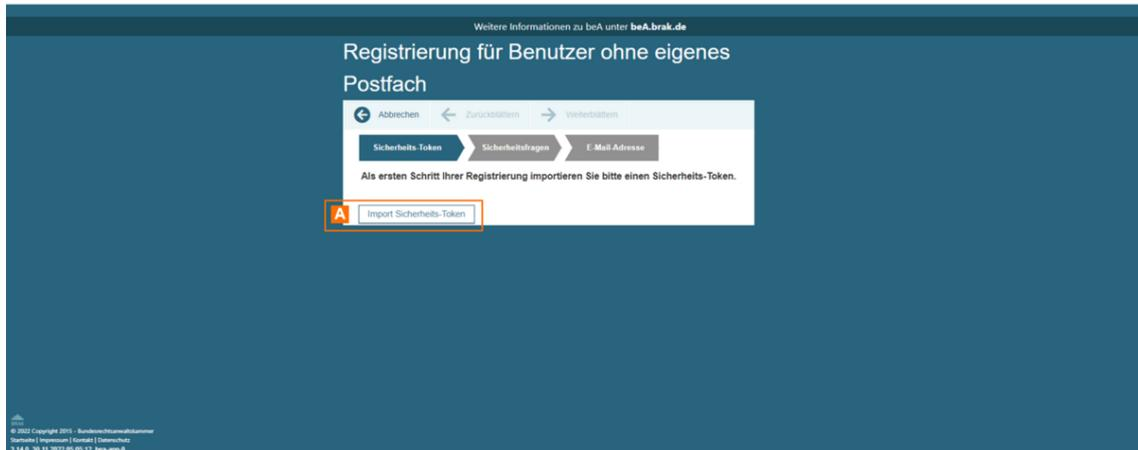 Weitere Informationen zu beA unter beA.brak.de
Registrierung für Benutzer ohne eigenes
Postfach
Abbrechen Zurückblättern Weiterblättern
Sicherheits-Token Sicherheitsfragen E-Mail-Adresse
Als ersten Schritt Ihrer Registrierung importieren Sie bitte einen Sicherheits-Token.
A Import Sicherheits-Token
BRAK
© 2022 Copyright 2015 - Bundesrechtsanwaltskammer
Startseite | Impressum | Kontakt | Datenschutz